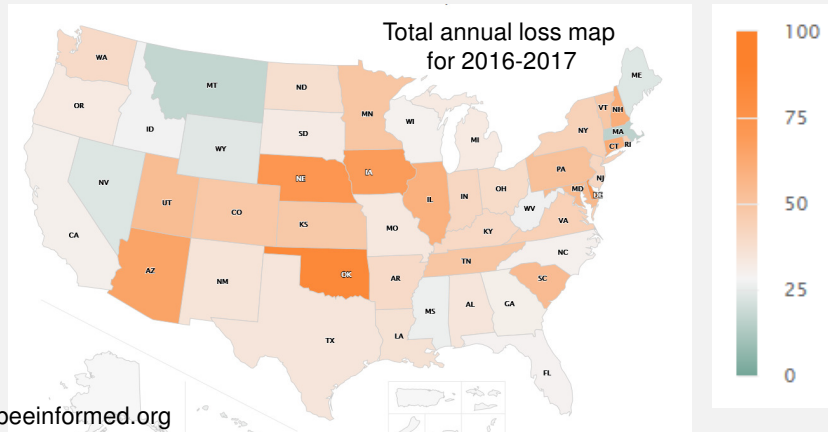 Total annual loss map
for 2016-2017
WA
MT
ND
MN
ME
OR
ID
SD
WI
VT
NH
WY
MI
NY
MA
CT
RI
NV
NE
IA
PA
NJ
UT
CO
IL
IN
OH
MD
DE
KS
MO
WV
VA
CA
KY
AZ
NM
OK
AR
TN
NC
SC
MS
AL
GA
TX
LA
FL
beeinformed.org
100
75
50
25
0